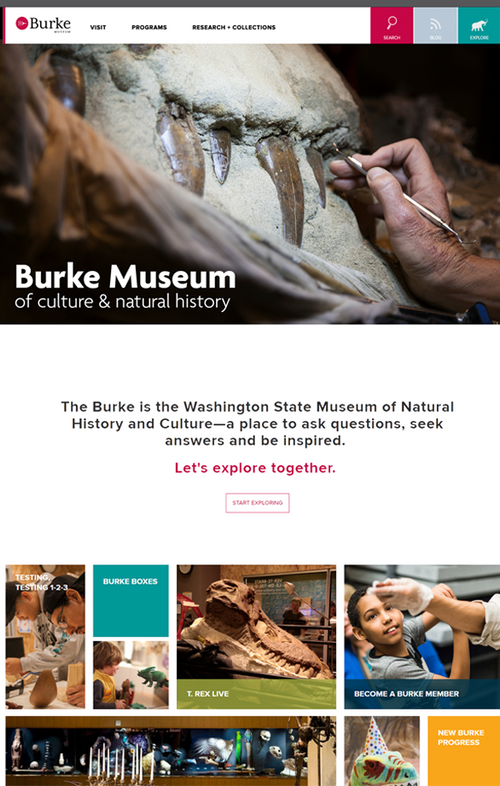 Burke
MUSEUM
VISIT
PROGRAMS
RESEARCH + COLLECTIONS
SEARCH
BLOG
EXPLORE
Burke Museum
of culture & natural history
The Burke is the Washington State Museum of Natural
History and Culture—a place to ask questions, seek
answers and be inspired.
Let's explore together.
START EXPLORING
TESTING,
TESTING 1-2-3
BURKE BOXES
T. REX LIVE
BECOME A BURKE MEMBER
NEW BURKE
PROGRESS